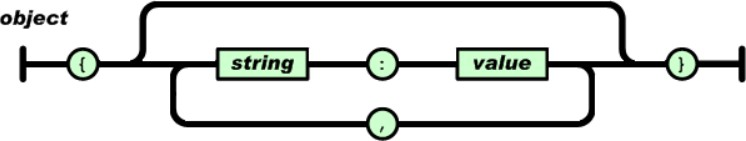 object
{ string : value }
,